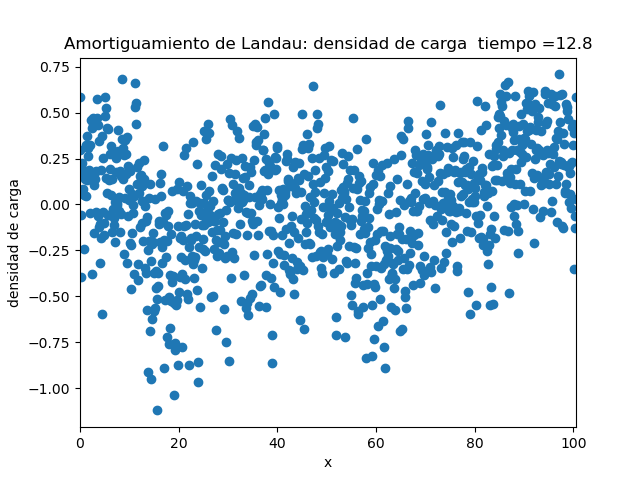 Amortiguamiento de Landau: densidad de carga  tiempo =12.8
0.75
0.50
0.25
0.00
−0.25
−0.50
−0.75
−1.00
densidad de carga
0 20 40 60 80 100
x